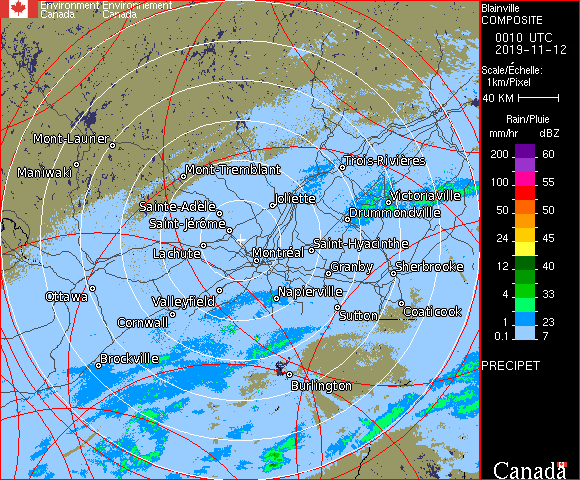 Environment Environnement
Canada Canada
Blainville
COMPOSITE
0010 UTC
2019-11-12
Scale/Échelle:
1km/Pixel
40 KM
Rain/Pluie
mm/hr dBZ
200 60
100 55
50 50
24 45
12 40
4 33
1 23
0.1 7
PRECIPET
Canada
Mont-Laurier
Maniwaki
Mont-Tremblant
Trois-Rivières
Sainte-Adèle
Joliette
Victoriaville
Drummondville
Saint-Jérôme
Lachute
Montréal
Saint-Hyacinthe
Granby
Sherbrooke
Ottawa
Valleyfield
Napierville
Cornwall
Sutton
Coaticook
Brockville
Burlington